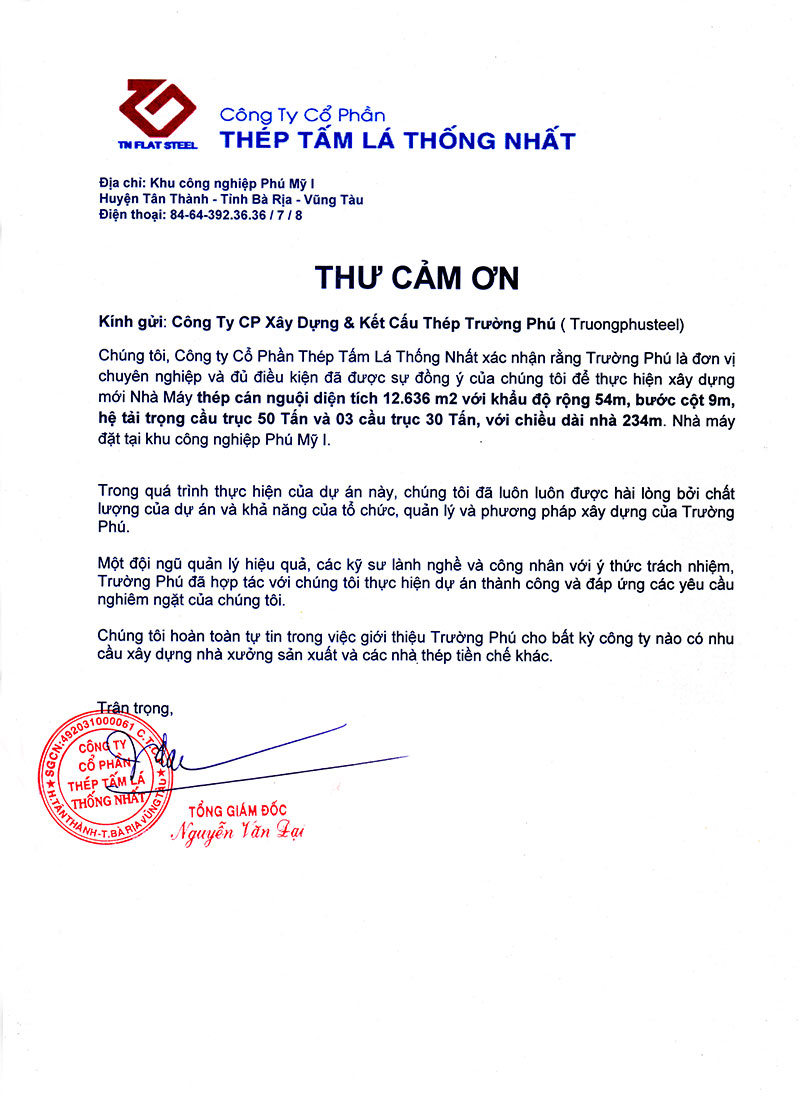 TN FLAT STEEL
Công Ty Cổ Phần
THÉP TẤM LÁ THỐNG NHẤT
Địa chỉ: Khu công nghiệp Phú Mỹ I
Huyện Tân Thành - Tỉnh Bà Rịa - Vũng Tàu
Điện thoại: 84-64-392.36.36 / 7 / 8
THƯ CẢM ƠN
Kính gửi: Công Ty CP Xây Dựng & Kết Cấu Thép Trường Phú ( Truongphusteel)
Chúng tôi, Công ty Cổ Phần Thép Tấm Lá Thống Nhất xác nhận rằng Trường Phú là đơn vị
chuyên nghiệp và đủ điều kiện đã được sự đồng ý của chúng tôi để thực hiện xây dựng
mới Nhà Máy thép cán nguội diện tích 12.636 m2 với khẩu độ rộng 54m, bước cột 9m,
hệ tải trọng cầu trục 50 Tấn và 03 cầu trục 30 Tấn, với chiều dài nhà 234m. Nhà máy
đặt tại khu công nghiệp Phú Mỹ I.
Trong quá trình thực hiện của dự án này, chúng tôi đã luôn luôn được hài lòng bởi chất
lượng của dự án và khả năng của tổ chức, quản lý và phương pháp xây dựng của Trường
Phú.
Một đội ngũ quản lý hiệu quả, các kỹ sư lành nghề và công nhân với ý thức trách nhiệm,
Trường Phú đã hợp tác với chúng tôi thực hiện dự án thành công và đáp ứng các yêu cầu
nghiêm ngặt của chúng tôi.
Chúng tôi hoàn toàn tự tin trong việc giới thiệu Trường Phú cho bất kỳ công ty nào có nhu
cầu xây dựng nhà xưởng sản xuất và các nhà thép tiền chế khác.
Trân trọng,
SGCN:492031000061 C.T.C.P
CÔNG TY
CỔ PHẦN
THÉP TẤM LÁ
THỐNG NHẤT
H.TÂN THÀNH-T.BÀ RỊA VŨNG TÀU
TỔNG GIÁM ĐỐC
Nguyễn Văn Đại